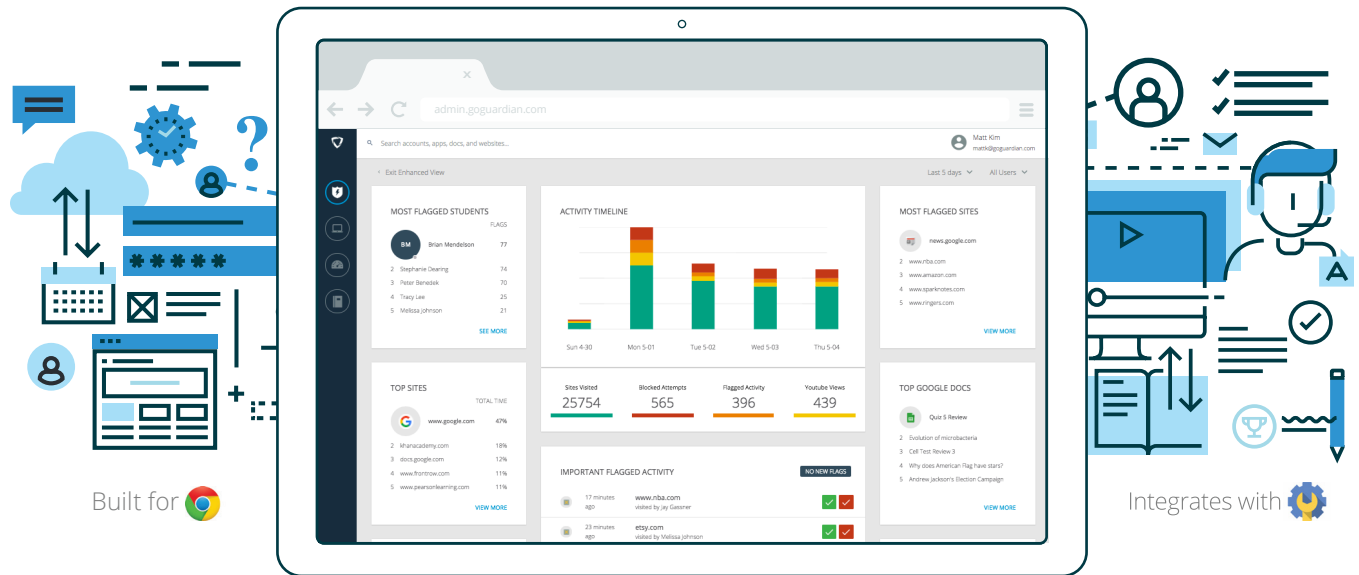 admin.goguardian.com
Search accounts, apps, docs, and websites...
Matt Kim
mattk@goguardian.com
Exit Enhanced View
Last 5 days
All Users
MOST FLAGGED STUDENTS
FLAGS
BM Brian Mendelson 77
2 Stephanie Dearing 74
3 Peter Benedek 70
4 Tracy Lee 25
5 Melissa Johnson 21
SEE MORE
ACTIVITY TIMELINE
Sun 4-30 Mon 5-01 Tue 5-02 Wed 5-03 Thu 5-04
Sites Visited Blocked Attempts Flagged Activity Youtube Views
25754 565 396 439
MOST FLAGGED SITES
news.google.com
2 www.nba.com
3 www.amazon.com
4 www.sparknotes.com
5 www.ringers.com
VIEW MORE
TOP SITES
TOTAL TIME
www.google.com 47%
2 khanacademy.com 18%
3 docs.google.com 12%
4 www.frontrow.com 11%
5 www.pearsonlearning.com 11%
VIEW MORE
IMPORTANT FLAGGED ACTIVITY
NO NEW FLAGS
17 minutes ago
www.nba.com
visited by Jay Gassner
23 minutes ago
etsy.com
visited by Melissa Johnson
TOP GOOGLE DOCS
Quiz 5 Review
2 Evolution of microbacteria
3 Cell Test Review 3
4 Why does American Flag have stars?
5 Andrew Jackson's Election Campaign
VIEW MORE
Built for
Integrates with
?
*****
A